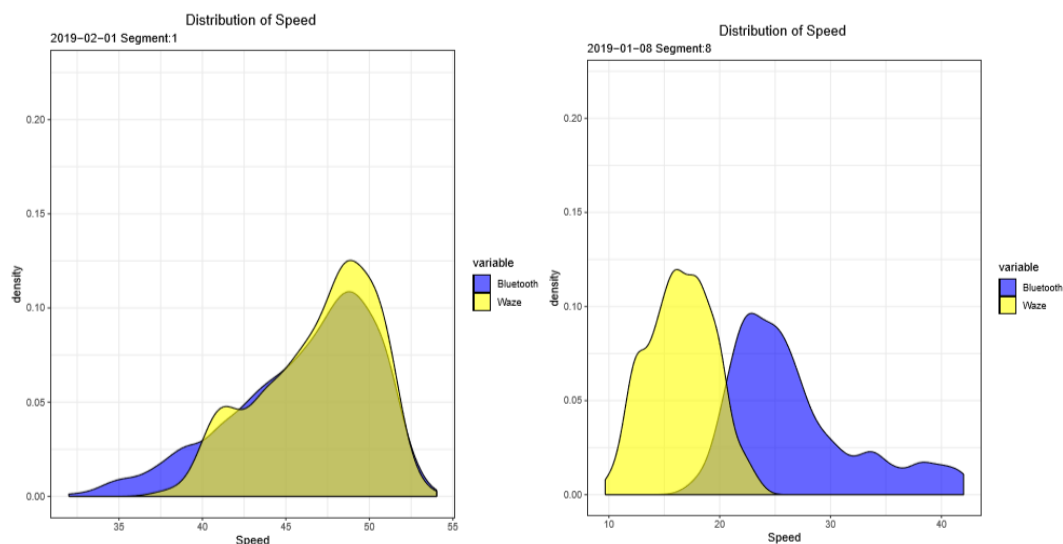 Distribution of Speed
2019-02-01 Segment:1
0.20
0.15
0.10
0.05
0.00
density
35
40
45
50
55
Speed
variable
Bluetooth
Waze
Distribution of Speed
2019-01-08 Segment:8
0.20
0.15
0.10
0.05
0.00
density
10
20
30
40
Speed
variable
Bluetooth
Waze